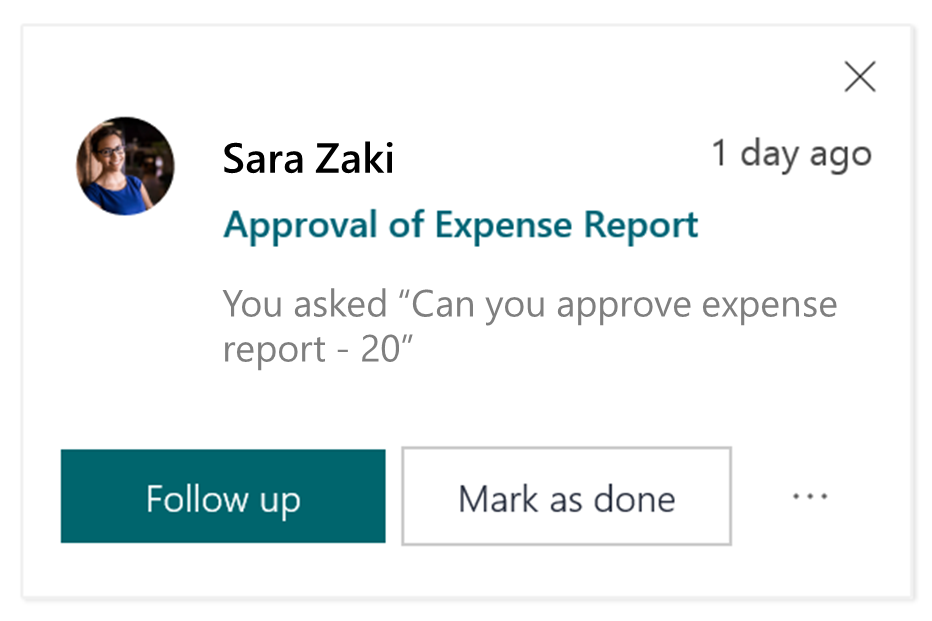 Sara Zaki
1 day ago
Approval of Expense Report
You asked “Can you approve expense
report - 20”
Follow up
Mark as done
...